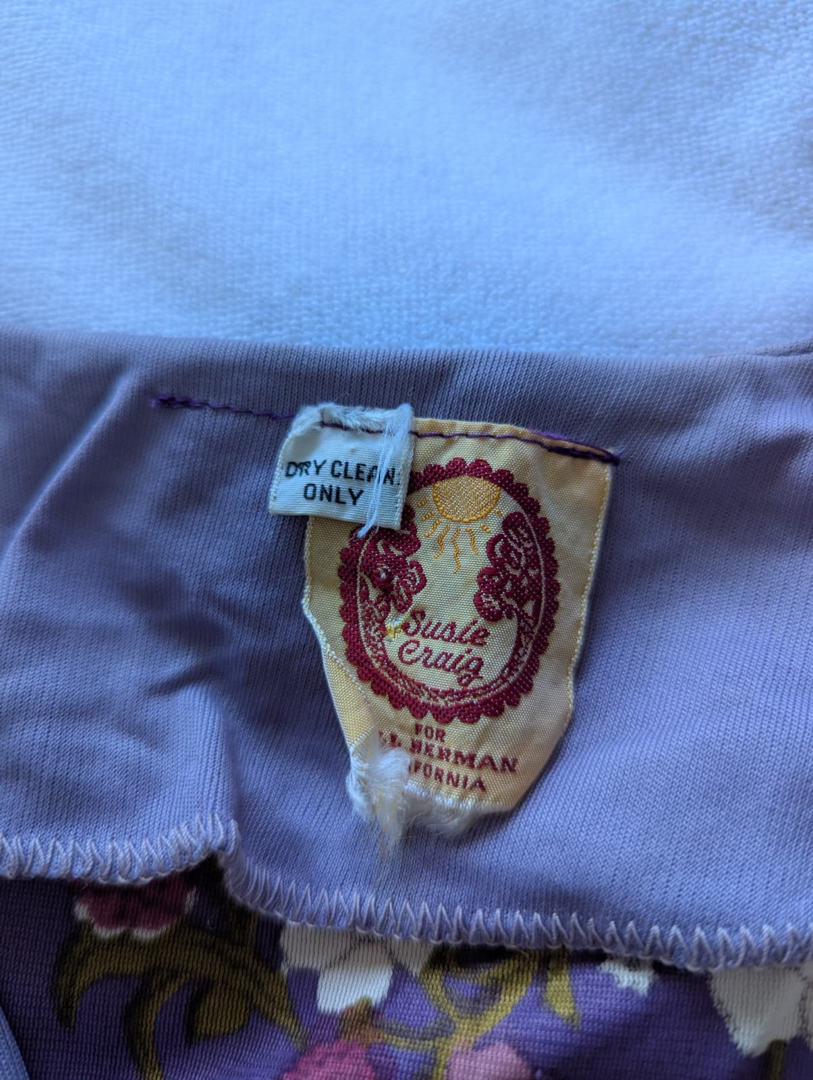 DRY CLEAN
ONLY
Susie
Craig
FOR
HERMAN